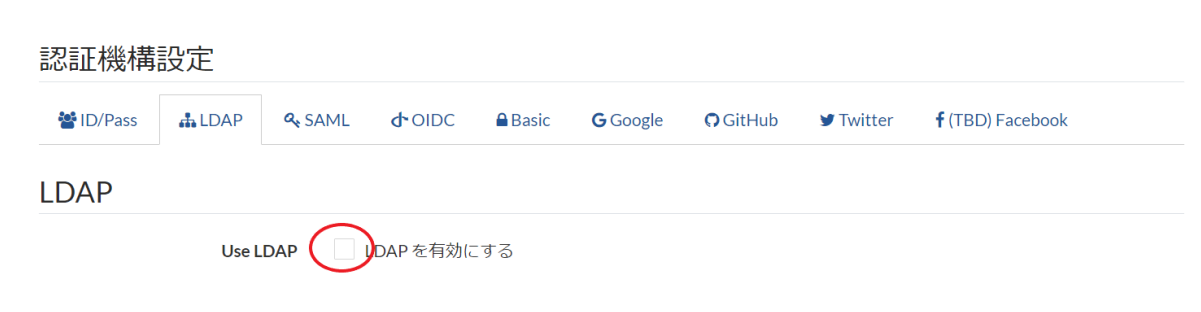 認証機構設定
ID/Pass LDAP SAML OIDC Basic Google GitHub Twitter (TBD) Facebook
LDAP
Use LDAP LDAP を有効にする